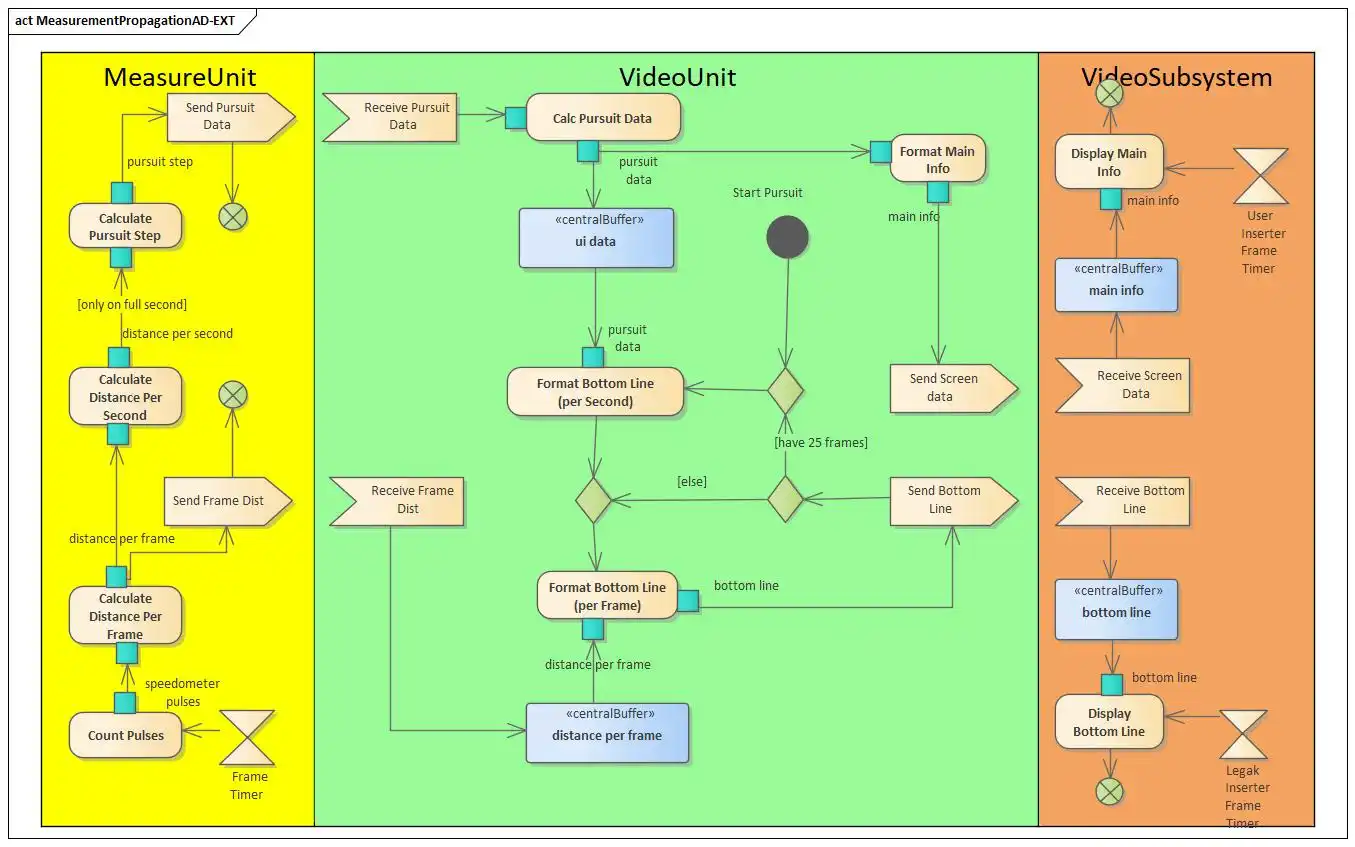 act MeasurementPropagationAD-EXT
MeasureUnit
Send Pursuit
Data
pursuit step
Calculate
Pursuit Step
[only on full second]
distance per second
Calculate
Distance Per
Second
Send Frame Dist
distance per frame
Calculate
Distance Per
Frame
speedometer
pulses
Count Pulses
Frame
Timer
VideoUnit
Receive Pursuit
Data
Calc Pursuit Data
pursuit
data
Format Main
Info
main info
Start Pursuit
«centralBuffer»
ui data
pursuit
data
Format Bottom Line
(per Second)
Send Screen
data
[have 25 frames]
[else]
Receive Frame
Dist
Send Bottom
Line
Format Bottom Line
(per Frame)
bottom line
distance per frame
«centralBuffer»
distance per frame
VideoSubsystem
Display Main
Info
main info
User
Inserter
Frame
Timer
«centralBuffer»
main info
Receive Screen
Data
Receive Bottom
Line
«centralBuffer»
bottom line
bottom line
Display
Bottom Line
Legak
Inserter
Frame
Timer